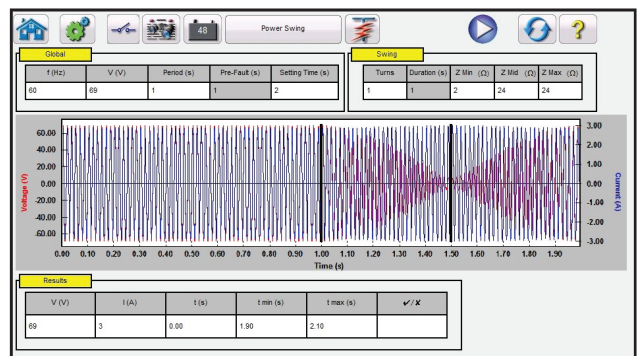 48
Power Swing
?
Global
f (Hz) V (V) Period (s) Pre-Fault (s) Setting Time (s)
60 69 1 1 2
Swing
Turns Duration (s) Z Min (Ω) Z Mid (Ω) Z Max (Ω)
1 1 2 24 24
60.00
40.00
20.00
0.00
-20.00
-40.00
-60.00
Voltage (V)
3.00
2.00
1.00
0.00
-1.00
-2.00
-3.00
Current (A)
0.00 0.10 0.20 0.30 0.40 0.50 0.60 0.70 0.80 0.90 1.00 1.10 1.20 1.30 1.40 1.50 1.60 1.70 1.80 1.90
Time (s)
Results
V (V) I (A) t (s) t min (s) t max (s) ✔/✘
69 3 0.00 1.90 2.10